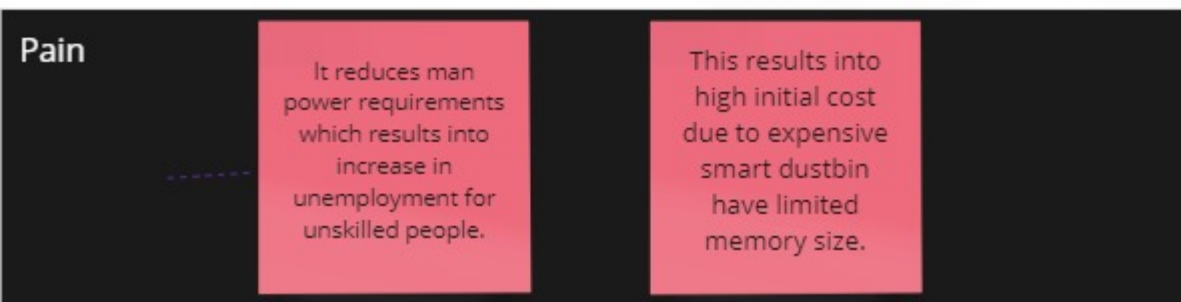 Pain
It reduces man
power requirements
which results into
increase in
unemployment for
unskilled people.
This results into
high initial cost
due to expensive
smart dustbin
have limited
memory size.